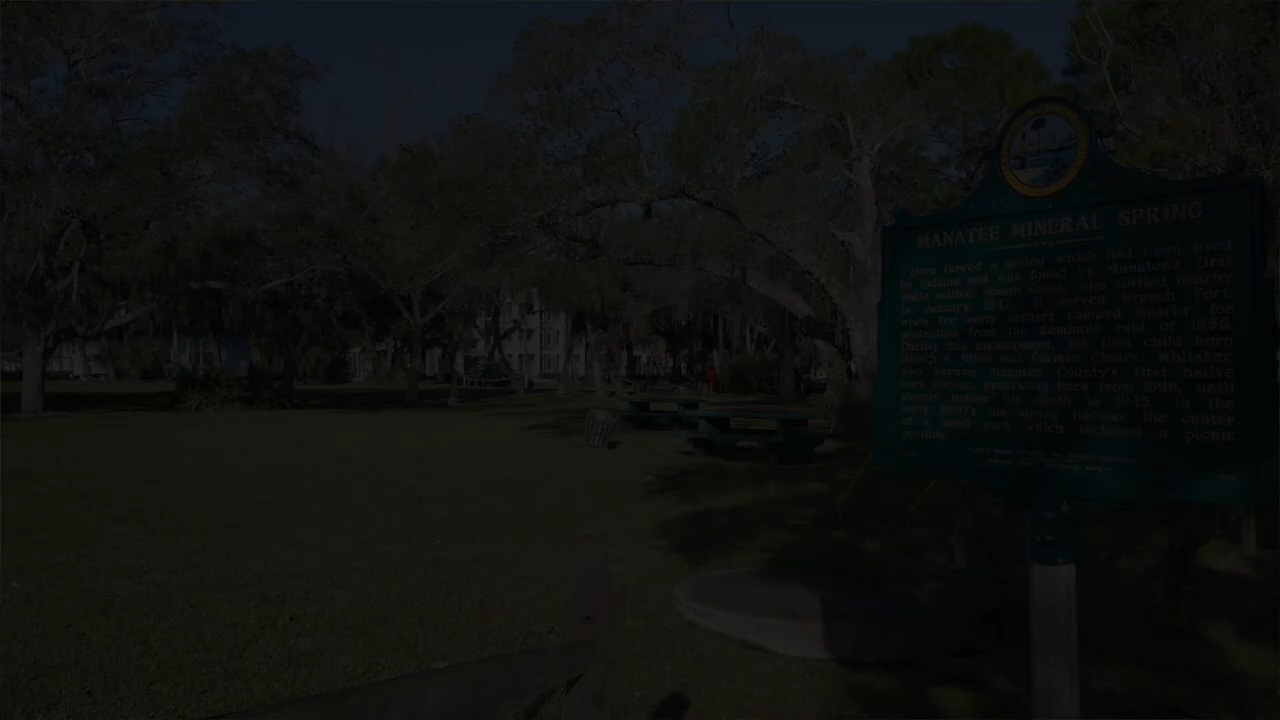 MANATEE MINERAL SPRING
Here flowed a spring which had been used
by Indians and was found by Manatee's first
white settler, Josiah Gates, who settled nearby
in January 1842. It served Branch Fort,
when the early settlers camped nearby for
protection from the Seminole raid of 1856.
During this encampment, the first child born
(March 4, 1856) was Furman Chaires Whitaker,
who became Manatee County's first native
born Doctor, practicing here from 1896, until
shortly before his death in 1945. In the
early 1900's the spring became the center
of a small park which included a picnic
pavilion.